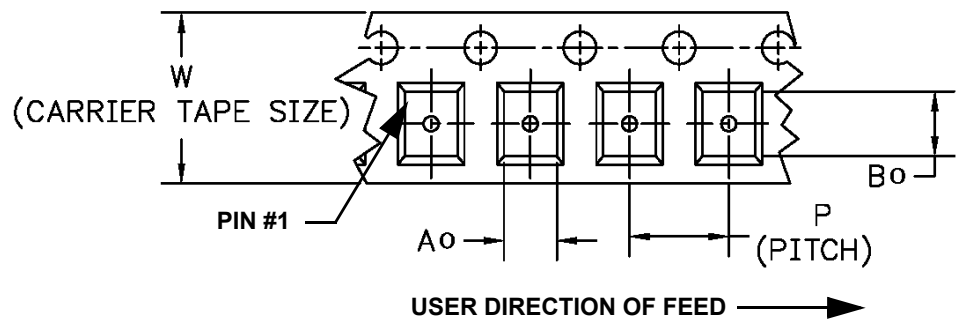 W
(CARRIER TAPE SIZE)
PIN #1
Ao
Bo
P
(PITCH)
USER DIRECTION OF FEED